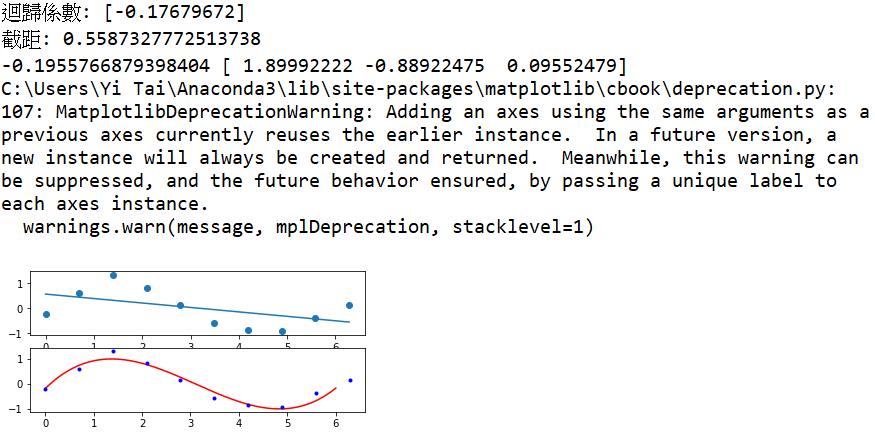 迴歸係數: [-0.17679672]
截距: 0.5587327772513738
-0.1955766879398404 [ 1.89992222 -0.88922475  0.09552479]
C:\Users\Yi Tai\Anaconda3\lib\site-packages\matplotlib\cbook\deprecation.py:
107: MatplotlibDeprecationWarning: Adding an axes using the same arguments as a
previous axes currently reuses the earlier instance.  In a future version, a
new instance will always be created and returned.  Meanwhile, this warning can
be suppressed, and the future behavior ensured, by passing a unique label to
each axes instance.
  warnings.warn(message, mplDeprecation, stacklevel=1)
1
0
−1
0 1 2 3 4 5 6
1
0
−1
0 1 2 3 4 5 6